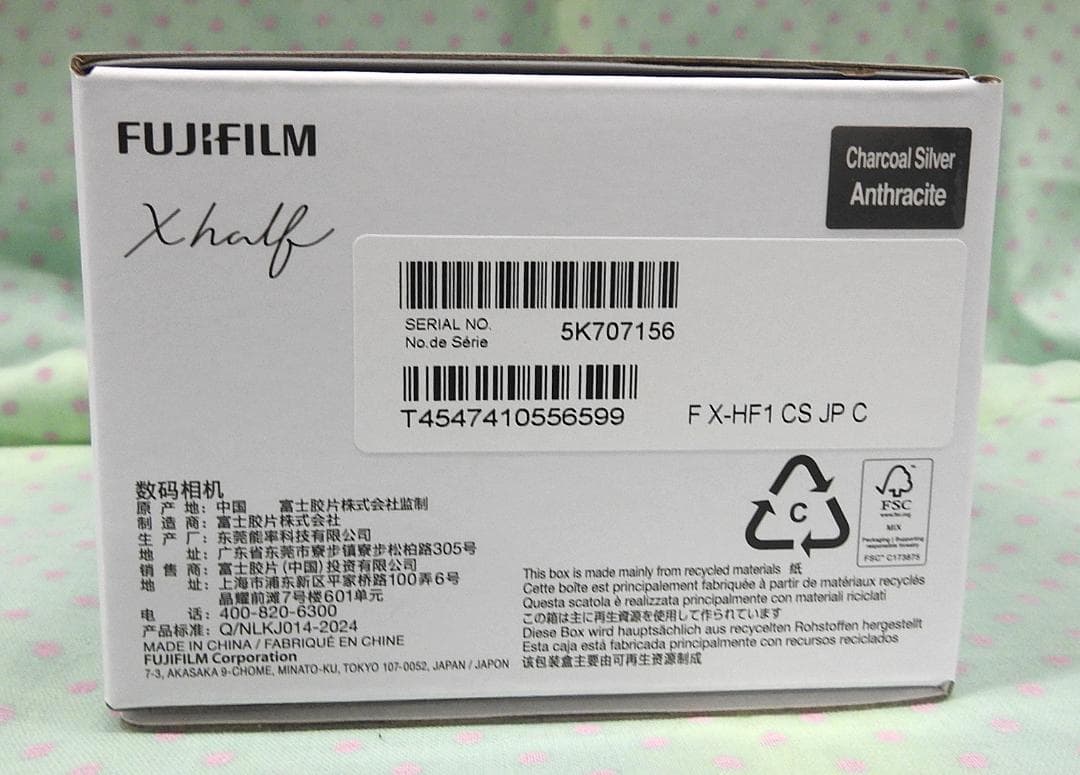 FUJIFILM
Charcoal Silver
Anthracite
X half
SERIAL NO.
No.de Série
5K707156
T4547410556599
F X-HF1 CS JP C
数码相机
原产地：中国 富士胶片株式会社监制
制造商：富士胶片株式会社
生产厂：东莞能率科技有限公司
地址：广东省东莞市寮步镇寮步松柏路305号
销售商：富士胶片(中国)投资有限公司
地址：上海市浦东新区平家桥路100弄6号
晶耀前滩7号楼601单元
电话：400-820-6300
产品标准：Q/NLKJ014-2024
MADE IN CHINA / FABRIQUÉ EN CHINE
FUJIFILM Corporation
7-3, AKASAKA 9-CHOME, MINATO-KU, TOKYO 107-0052, JAPAN / JAPON
C
FSC
www.fsc.org
MIX
Packaging | Supporting
responsible forestry
FSC® C173875
This box is made mainly from recycled materials 紙
Cette boîte est principalement fabriquée à partir de matériaux recyclés
Questa scatola è realizzata principalmente con materiali riciclati
この箱は主に再生資源を使用して作られています
Diese Box wird hauptsächlich aus recycelten Rohstoffen hergestellt
Esta caja está fabricada principalmente con recursos reciclados
该包装盒主要由可再生资源制成